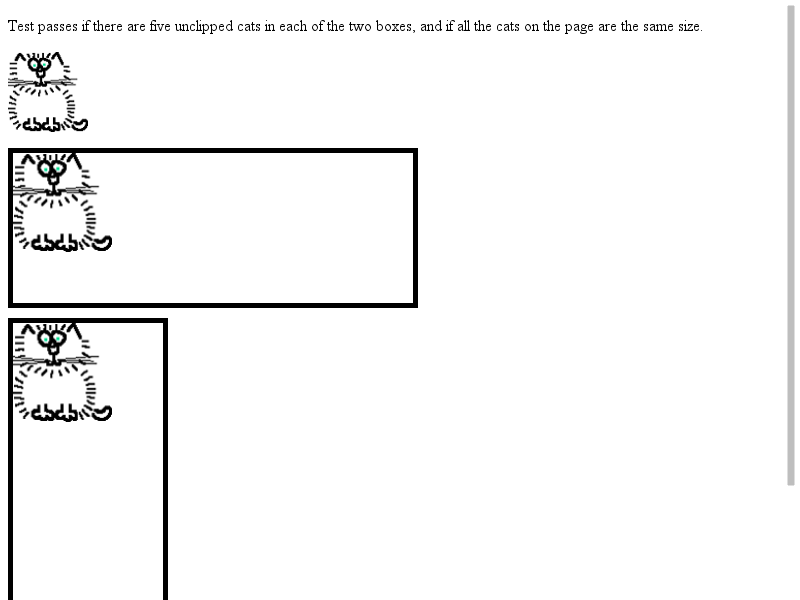 Test passes if there are five unclipped cats in each of the two boxes, and if all the cats on the page are the same size.